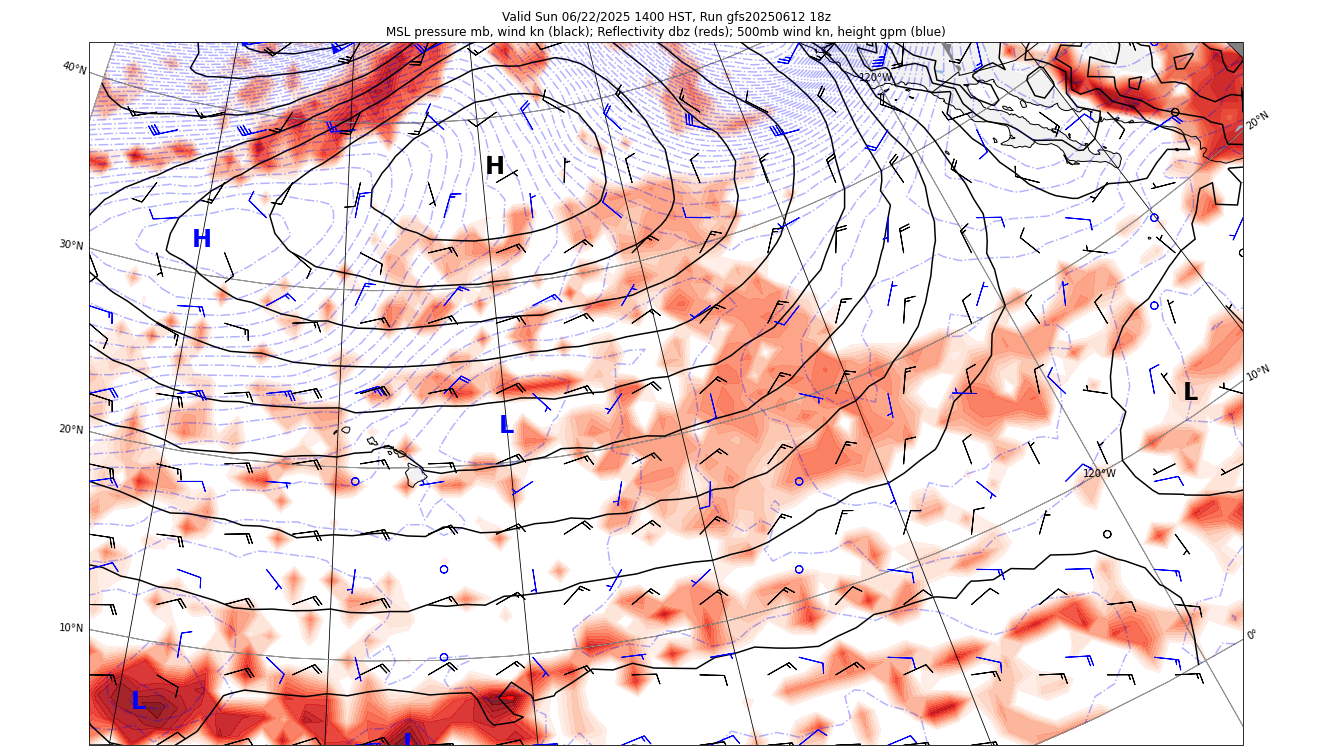 Valid Sun 06/22/2025 1400 HST, Run gfs20250612 18z
MSL pressure mb, wind kn (black); Reflectivity dbz (reds); 500mb wind kn, height gpm (blue)
40°N
120°W
20°N
H
H
30°N
10°N
L
L
20°N
120°W
10°N
0°
L
L